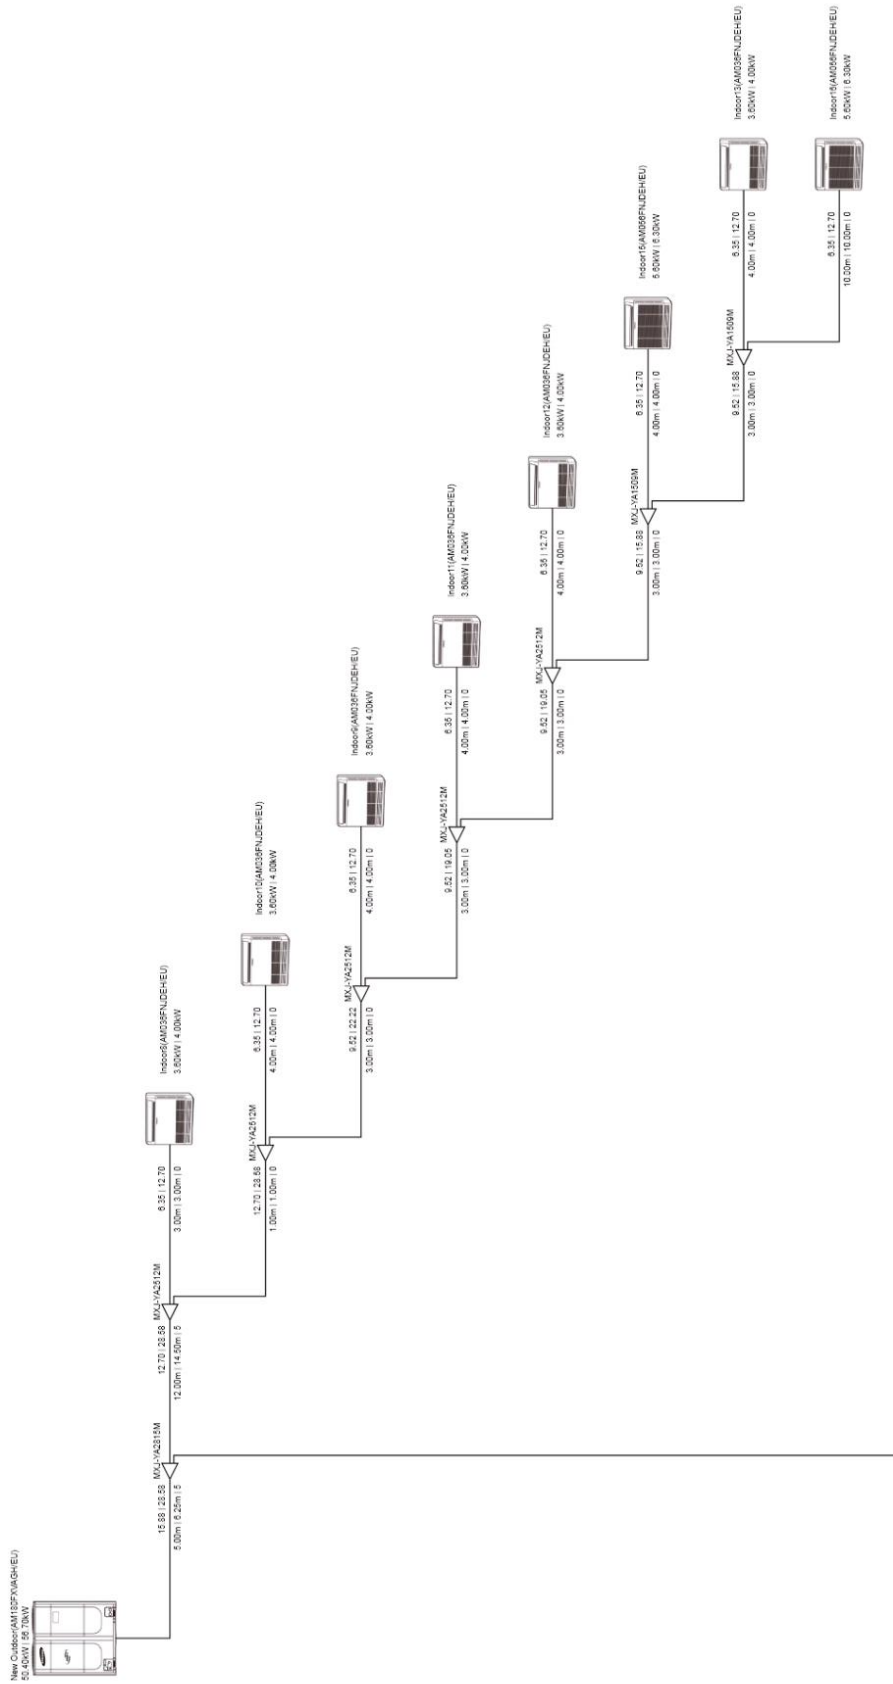 New Outdoor(AM180FXVAGH/EU)
50.40kW | 56.70kW
15.88 | 28.58
5.00m | 6.25m | 5
MXJ-YA2815M
12.70 | 28.58
12.00m | 14.50m | 5
MXJ-YA2512M
6.35 | 12.70
3.00m | 3.00m | 0
Indoor8(AM036FNJDEH/EU)
3.60kW | 4.00kW
12.70 | 28.58
1.00m | 1.00m | 0
MXJ-YA2512M
6.35 | 12.70
4.00m | 4.00m | 0
Indoor10(AM036FNJDEH/EU)
3.60kW | 4.00kW
9.52 | 22.22
3.00m | 3.00m | 0
MXJ-YA2512M
6.35 | 12.70
4.00m | 4.00m | 0
Indoor9(AM036FNJDEH/EU)
3.60kW | 4.00kW
9.52 | 19.05
3.00m | 3.00m | 0
MXJ-YA2512M
6.35 | 12.70
4.00m | 4.00m | 0
Indoor11(AM036FNJDEH/EU)
3.60kW | 4.00kW
9.52 | 19.05
3.00m | 3.00m | 0
MXJ-YA2512M
6.35 | 12.70
4.00m | 4.00m | 0
Indoor12(AM036FNJDEH/EU)
3.60kW | 4.00kW
9.52 | 15.88
3.00m | 3.00m | 0
MXJ-YA1509M
6.35 | 12.70
4.00m | 4.00m | 0
Indoor15(AM056FNJDEH/EU)
5.60kW | 6.30kW
9.52 | 15.88
3.00m | 3.00m | 0
MXJ-YA1509M
6.35 | 12.70
4.00m | 4.00m | 0
Indoor13(AM036FNJDEH/EU)
3.60kW | 4.00kW
6.35 | 12.70
10.00m | 10.00m | 0
Indoor16(AM056FNJDEH/EU)
5.60kW | 6.30kW